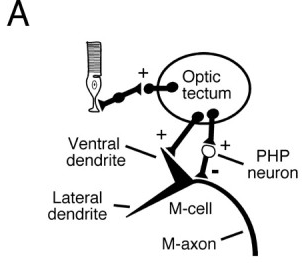 A
+
Optic
tectum
+
+
Ventral
dendrite
PHP
neuron
-
Lateral
dendrite
M-cell
M-axon